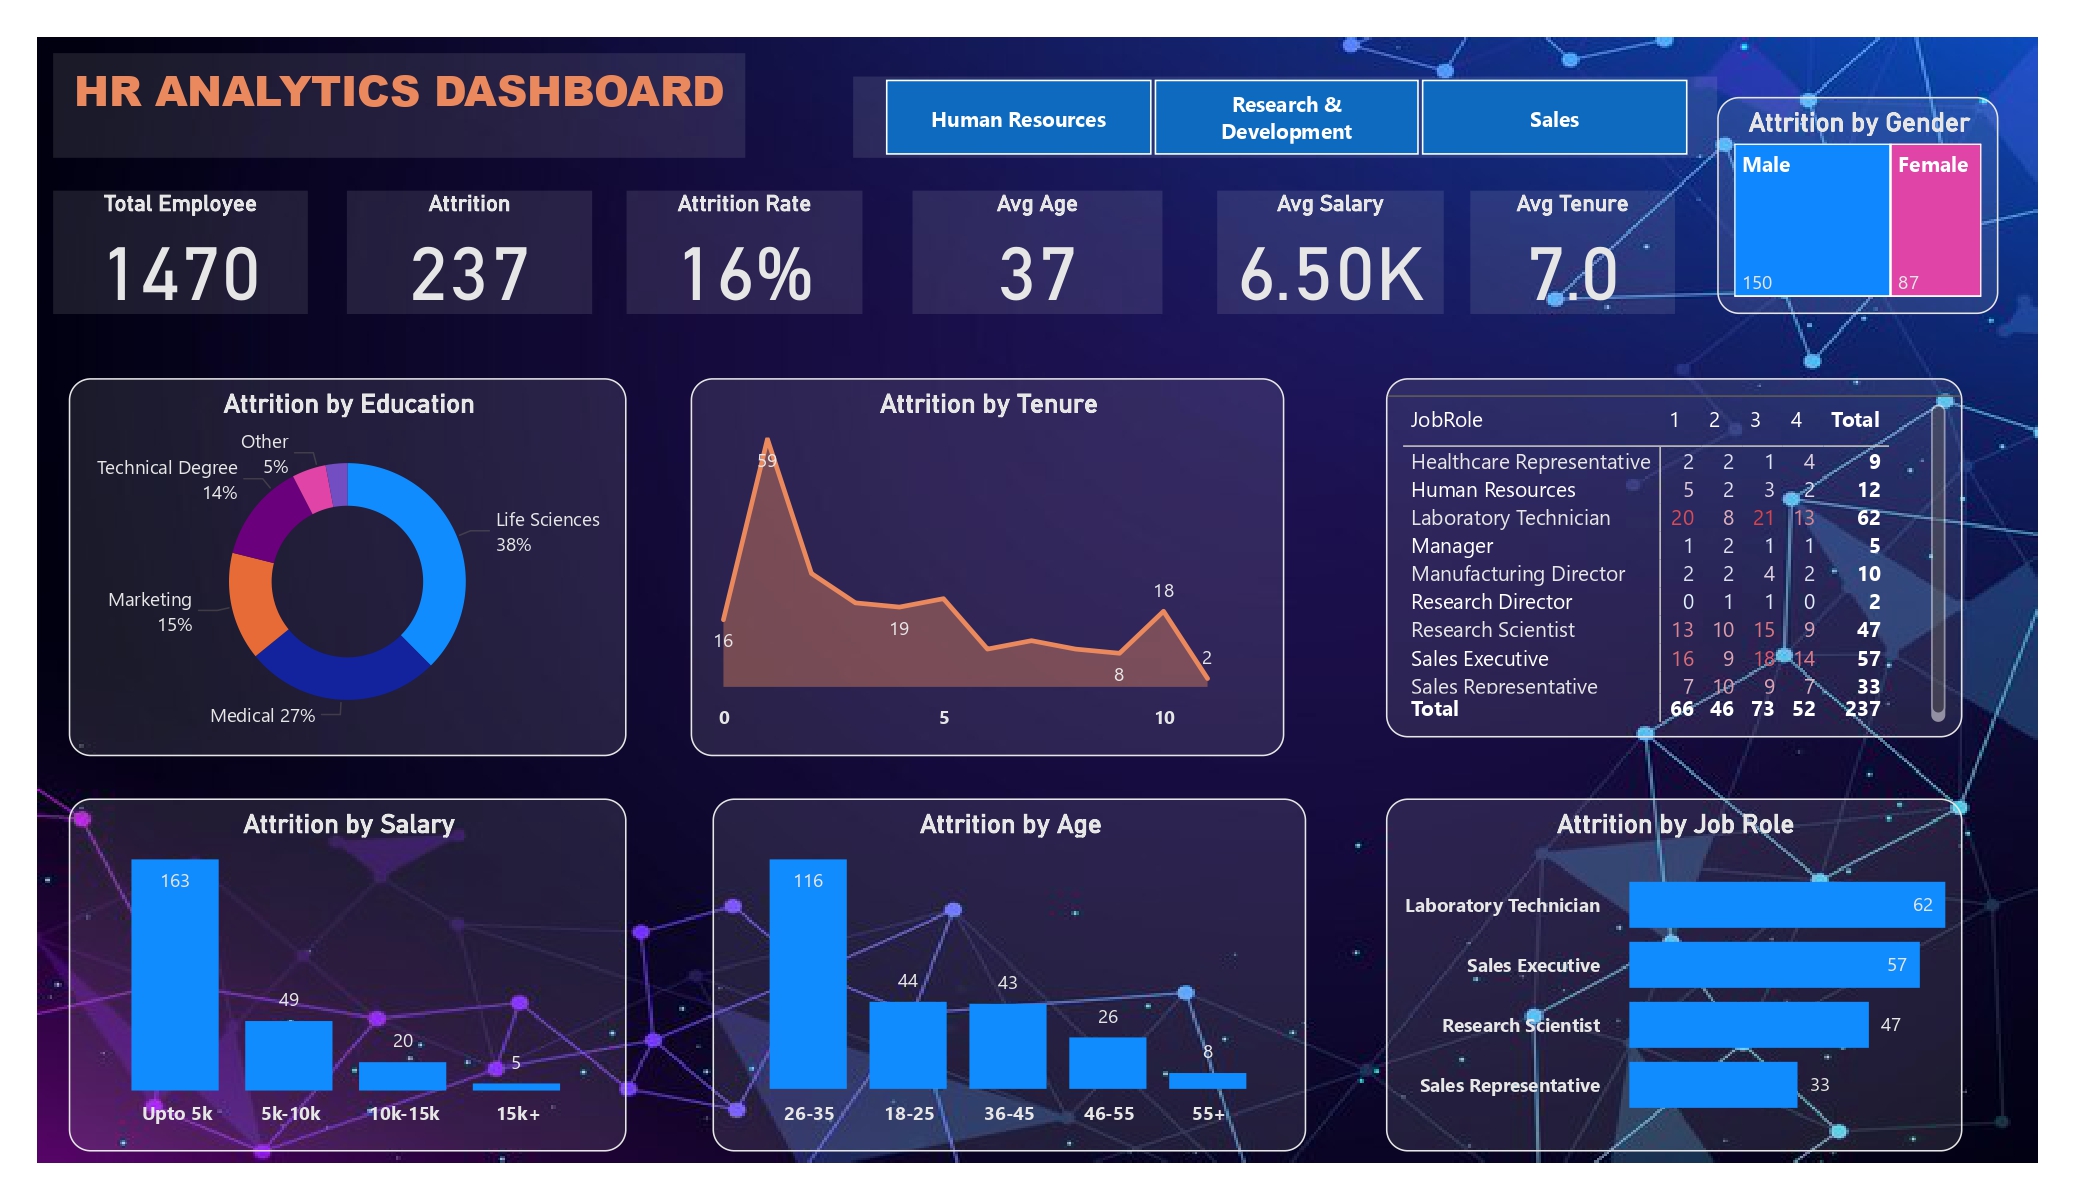 HR ANALYTICS DASHBOARD
Human Resources
Research &
Development
Sales
Attrition by Gender
Male
Female
150
87
Total Employee
1470
Attrition
237
Attrition Rate
16%
Avg Age
37
Avg Salary
6.50K
Avg Tenure
7.0
Attrition by Education
Other
5%
Technical Degree
14%
Life Sciences
38%
Marketing
15%
Medical 27%
Attrition by Tenure
59
16
19
8
18
2
0 5 10
JobRole 1 2 3 4 Total
Healthcare Representative 2 2 1 4 9
Human Resources 5 2 3 2 12
Laboratory Technician 20 8 21 13 62
Manager 1 2 1 1 5
Manufacturing Director 2 2 4 2 10
Research Director 0 1 1 0 2
Research Scientist 13 10 15 9 47
Sales Executive 16 9 18 14 57
Sales Representative 7 10 9 7 33
Total 66 46 73 52 237
Attrition by Salary
163
49
20
5
Upto 5k 5k-10k 10k-15k 15k+
Attrition by Age
116
44
43
26
8
26-35 18-25 36-45 46-55 55+
Attrition by Job Role
Laboratory Technician 62
Sales Executive 57
Research Scientist 47
Sales Representative 33